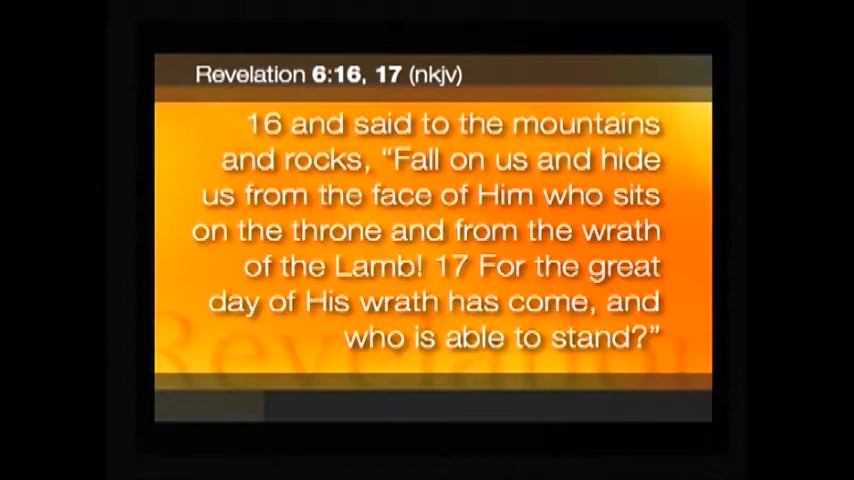 Revelation 6:16, 17 (nkjv)
16 and said to the mountains
and rocks, “Fall on us and hide
us from the face of Him who sits
on the throne and from the wrath
of the Lamb! 17 For the great
day of His wrath has come, and
who is able to stand?”
Revelation